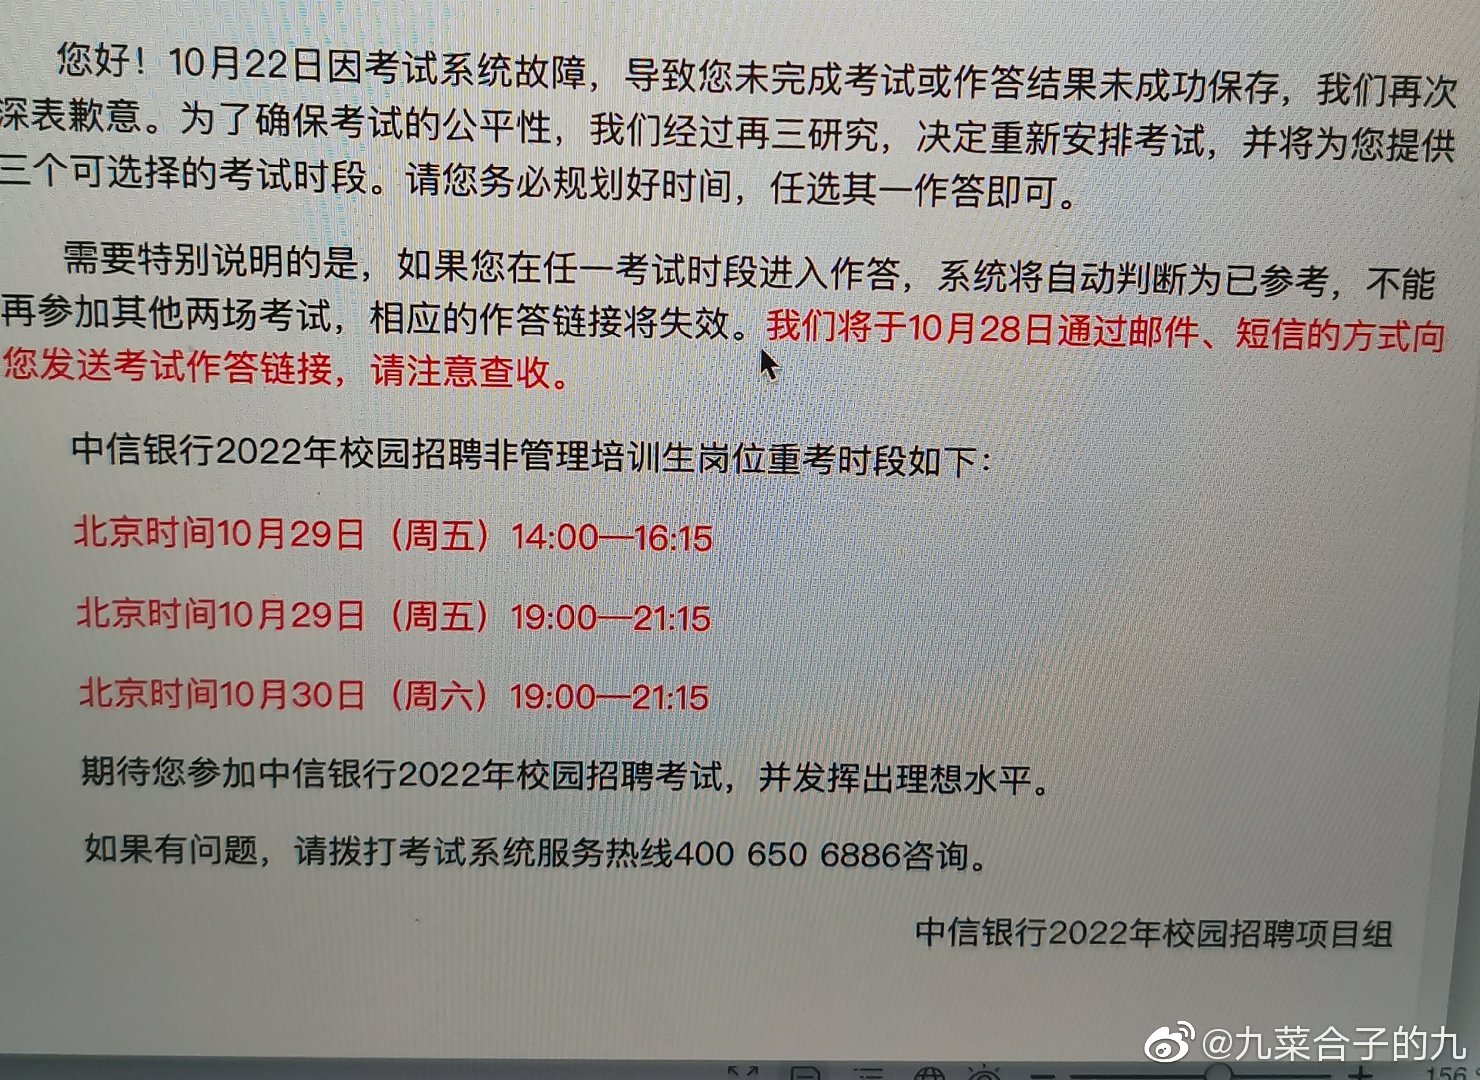 您好！10月22日因考试系统故障，导致您未完成考试或作答结果未成功保存，我们再次
深表歉意。为了确保考试的公平性，我们经过再三研究，决定重新安排考试，并将为您提供
三个可选择的考试时段。请您务必规划好时间，任选其一作答即可。
需要特别说明的是，如果您在任一考试时段进入作答，系统将自动判断为已参考，不能
再参加其他两场考试，相应的作答链接将失效。我们将于10月28日通过邮件、短信的方式向
您发送考试作答链接，请注意查收。
中信银行2022年校园招聘非管理培训生岗位重考时段如下：
北京时间10月29日（周五）14:00—16:15
北京时间10月29日（周五）19:00—21:15
北京时间10月30日（周六）19:00—21:15
期待您参加中信银行2022年校园招聘考试，并发挥出理想水平。
如果有问题，请拨打考试系统服务热线400 650 6886咨询。
中信银行2022年校园招聘项目组
@九菜合子的九
156